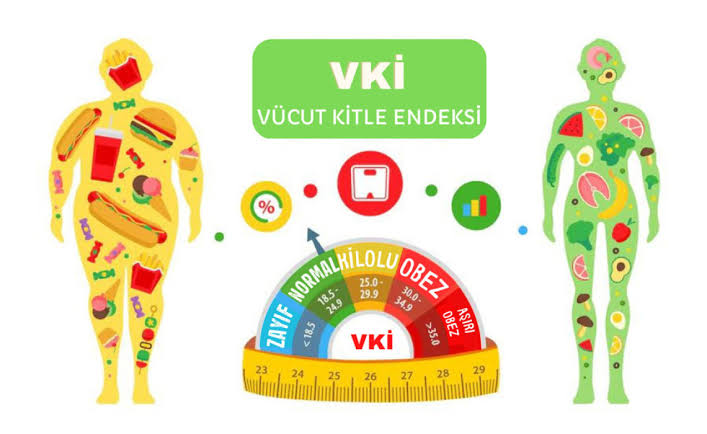 VKİ
VÜCUT KİTLE ENDEKSİ
%
ZAYIF
< 18.5
NORMAL
18.5-
24.9
KİLOLU
25.0-
29.9
OBEZ
30.0-
34.9
AŞIRI
OBEZ
>35.0
VKİ
23 24 25 26 27 28 29